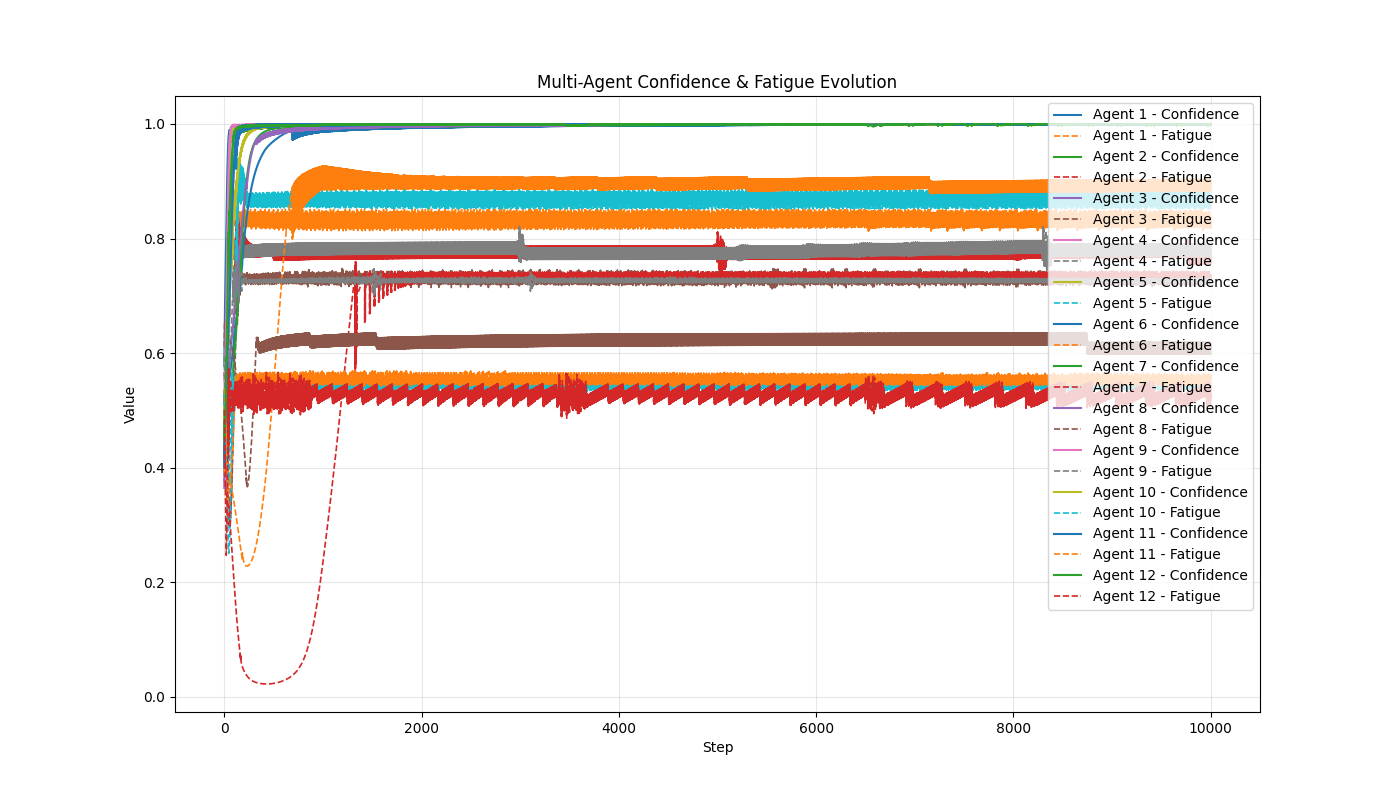 Multi-Agent Confidence & Fatigue Evolution
1.0
0.8
0.6
0.4
0.2
0.0
Value
0
2000
4000
6000
8000
10000
Step
Agent 1 - Confidence
Agent 1 - Fatigue
Agent 2 - Confidence
Agent 2 - Fatigue
Agent 3 - Confidence
Agent 3 - Fatigue
Agent 4 - Confidence
Agent 4 - Fatigue
Agent 5 - Confidence
Agent 5 - Fatigue
Agent 6 - Confidence
Agent 6 - Fatigue
Agent 7 - Confidence
Agent 7 - Fatigue
Agent 8 - Confidence
Agent 8 - Fatigue
Agent 9 - Confidence
Agent 9 - Fatigue
Agent 10 - Confidence
Agent 10 - Fatigue
Agent 11 - Confidence
Agent 11 - Fatigue
Agent 12 - Confidence
Agent 12 - Fatigue